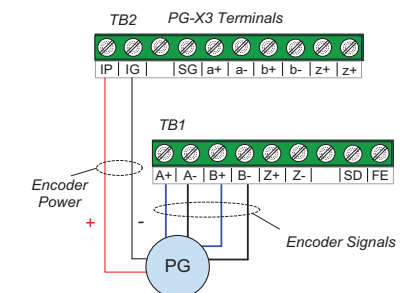 TB2 PG-X3 Terminals
IP IG SG a+ a- b+ b- z+ z+
TB1
A+ A- B+ B- Z+ Z- SD FE
Encoder
Power
+ -
Encoder Signals
PG